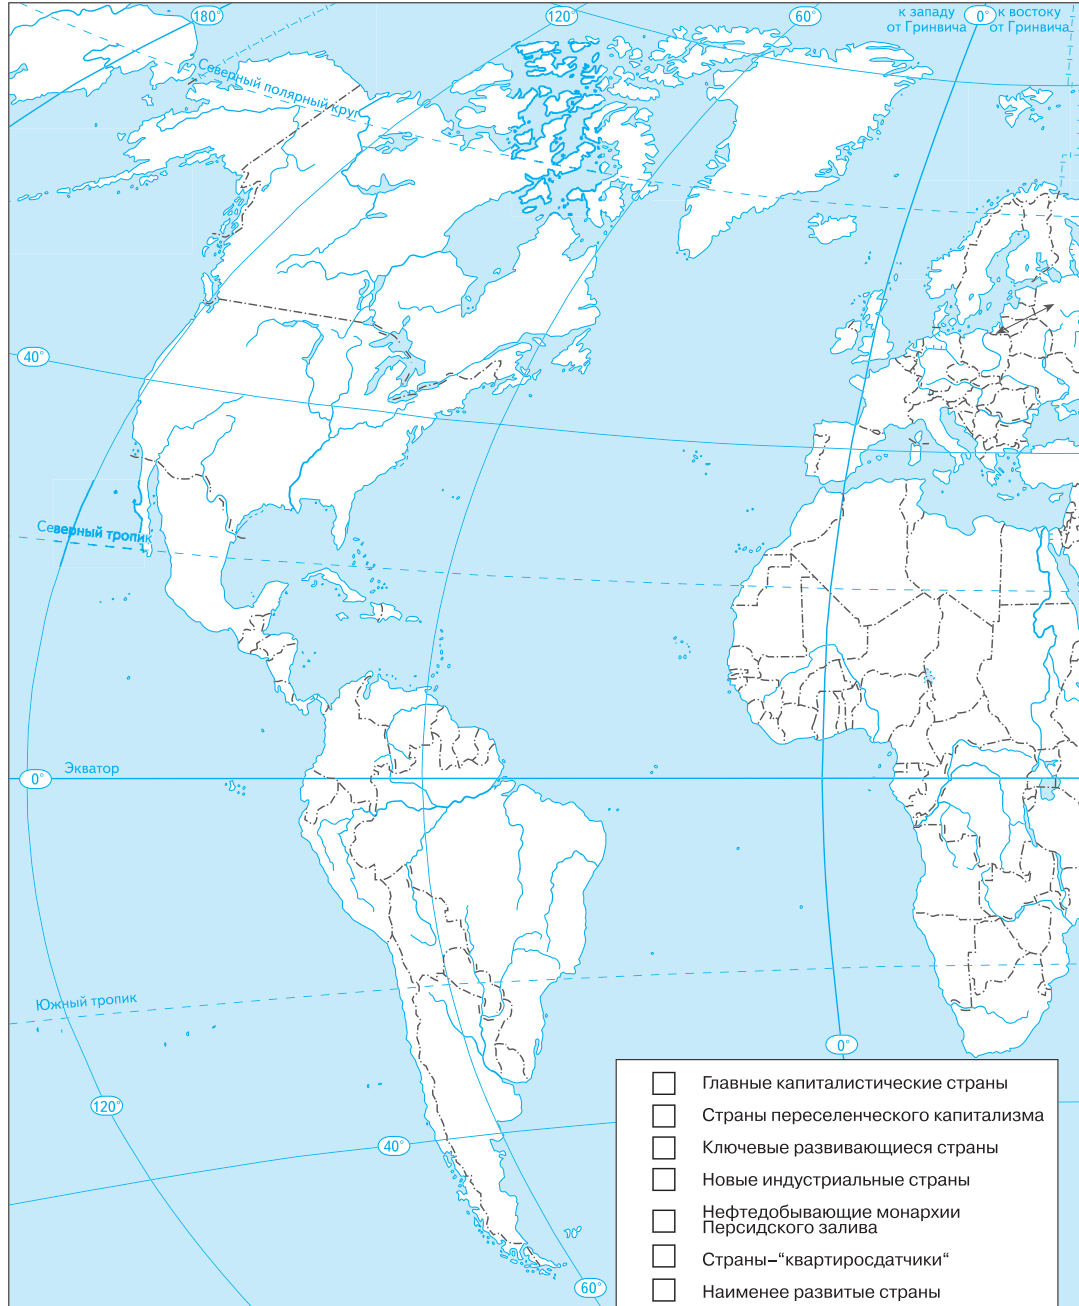 180°
120°
60°
к западу
от Гринвича
0°
к востоку
от Гринвича
Северный полярный круг
40°
Северный тропик
Экватор
0°
Южный тропик
0°
120°
40°
60°
Главные капиталистические страны
Страны переселенческого капитализма
Ключевые развивающиеся страны
Новые индустриальные страны
Нефтедобывающие монархии
Персидского залива
Страны–“квартиросдатчики“
Наименее развитые страны